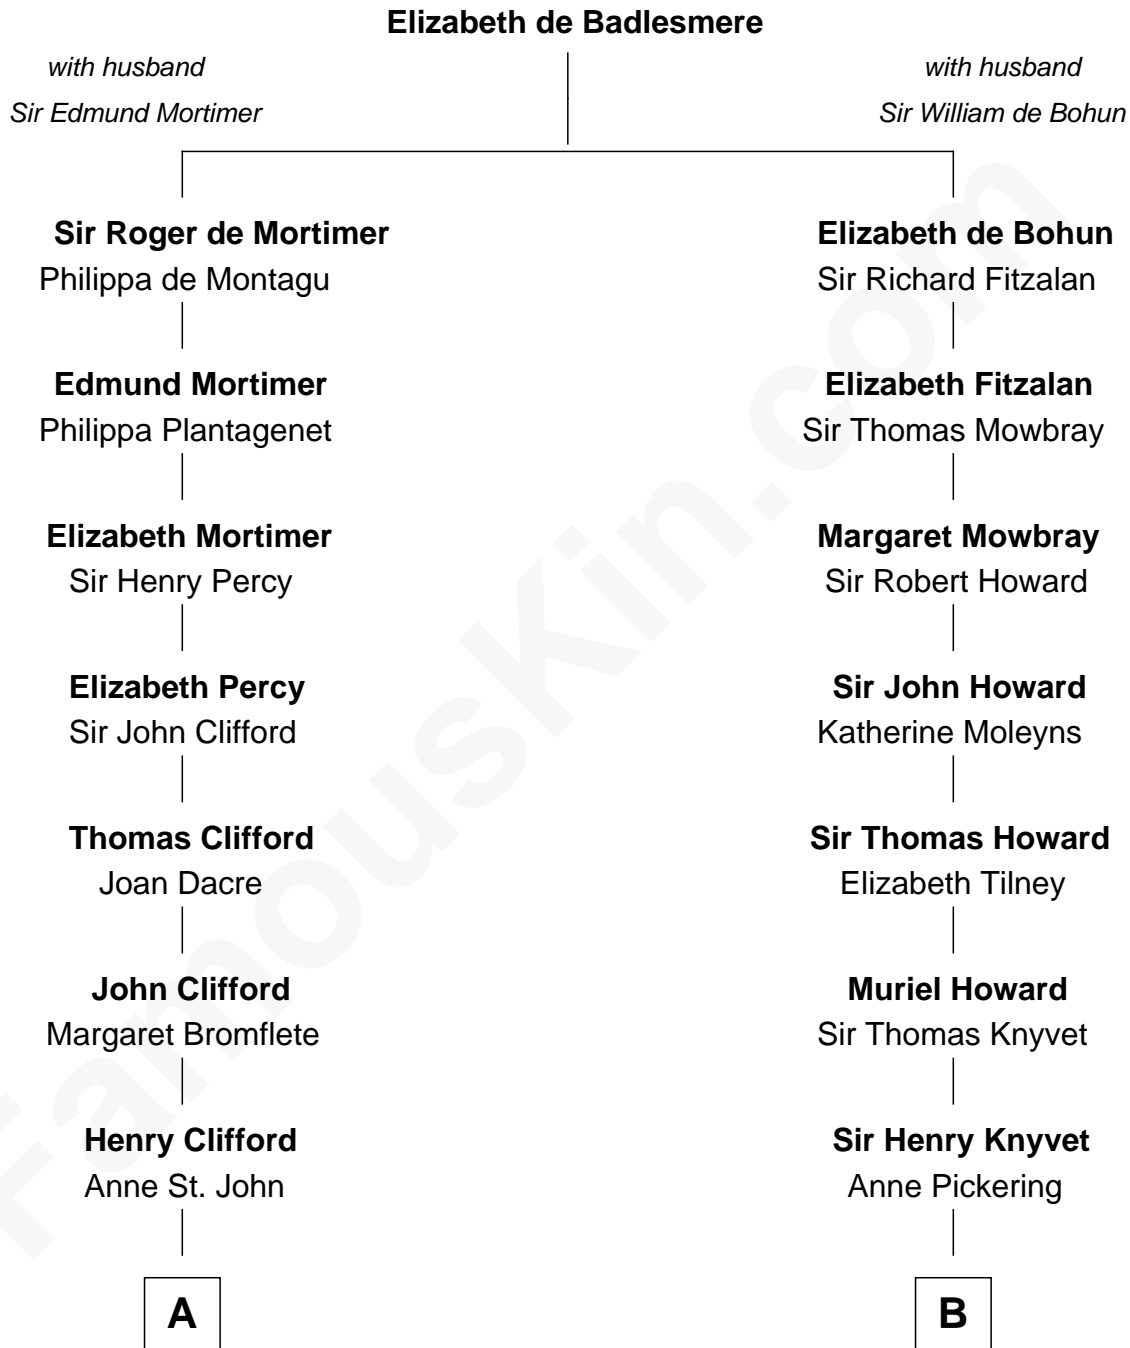 Elizabeth de Badlesmere
with husband
Sir Edmund Mortimer
with husband
Sir William de Bohun
Sir Roger de Mortimer
Philippa de Montagu
Elizabeth de Bohun
Sir Richard Fitzalan
Edmund Mortimer
Philippa Plantagenet
Elizabeth Fitzalan
Sir Thomas Mowbray
Elizabeth Mortimer
Sir Henry Percy
Margaret Mowbray
Sir Robert Howard
Elizabeth Percy
Sir John Clifford
Sir John Howard
Katherine Moleyns
Thomas Clifford
Joan Dacre
Sir Thomas Howard
Elizabeth Tilney
John Clifford
Margaret Bromflete
Muriel Howard
Sir Thomas Knyvet
Henry Clifford
Anne St. John
Sir Henry Knyvet
Anne Pickering
A
B
FamousKin.com